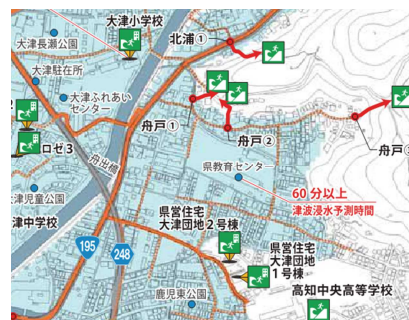 大津小学校
北浦①
大津長瀬公園
大津駐在所
大津ふれあい
センター
舟戸①
舟戸②
舟戸
2
ロゼ3
舟出橋
県教育センター
60分以上
津波浸水予測時間
大津児童公園
津中学校
195
248
県営住宅
大津団地2号棟
県営住宅
大津団地
1号棟
鹿児東公園
高知中央高等学校